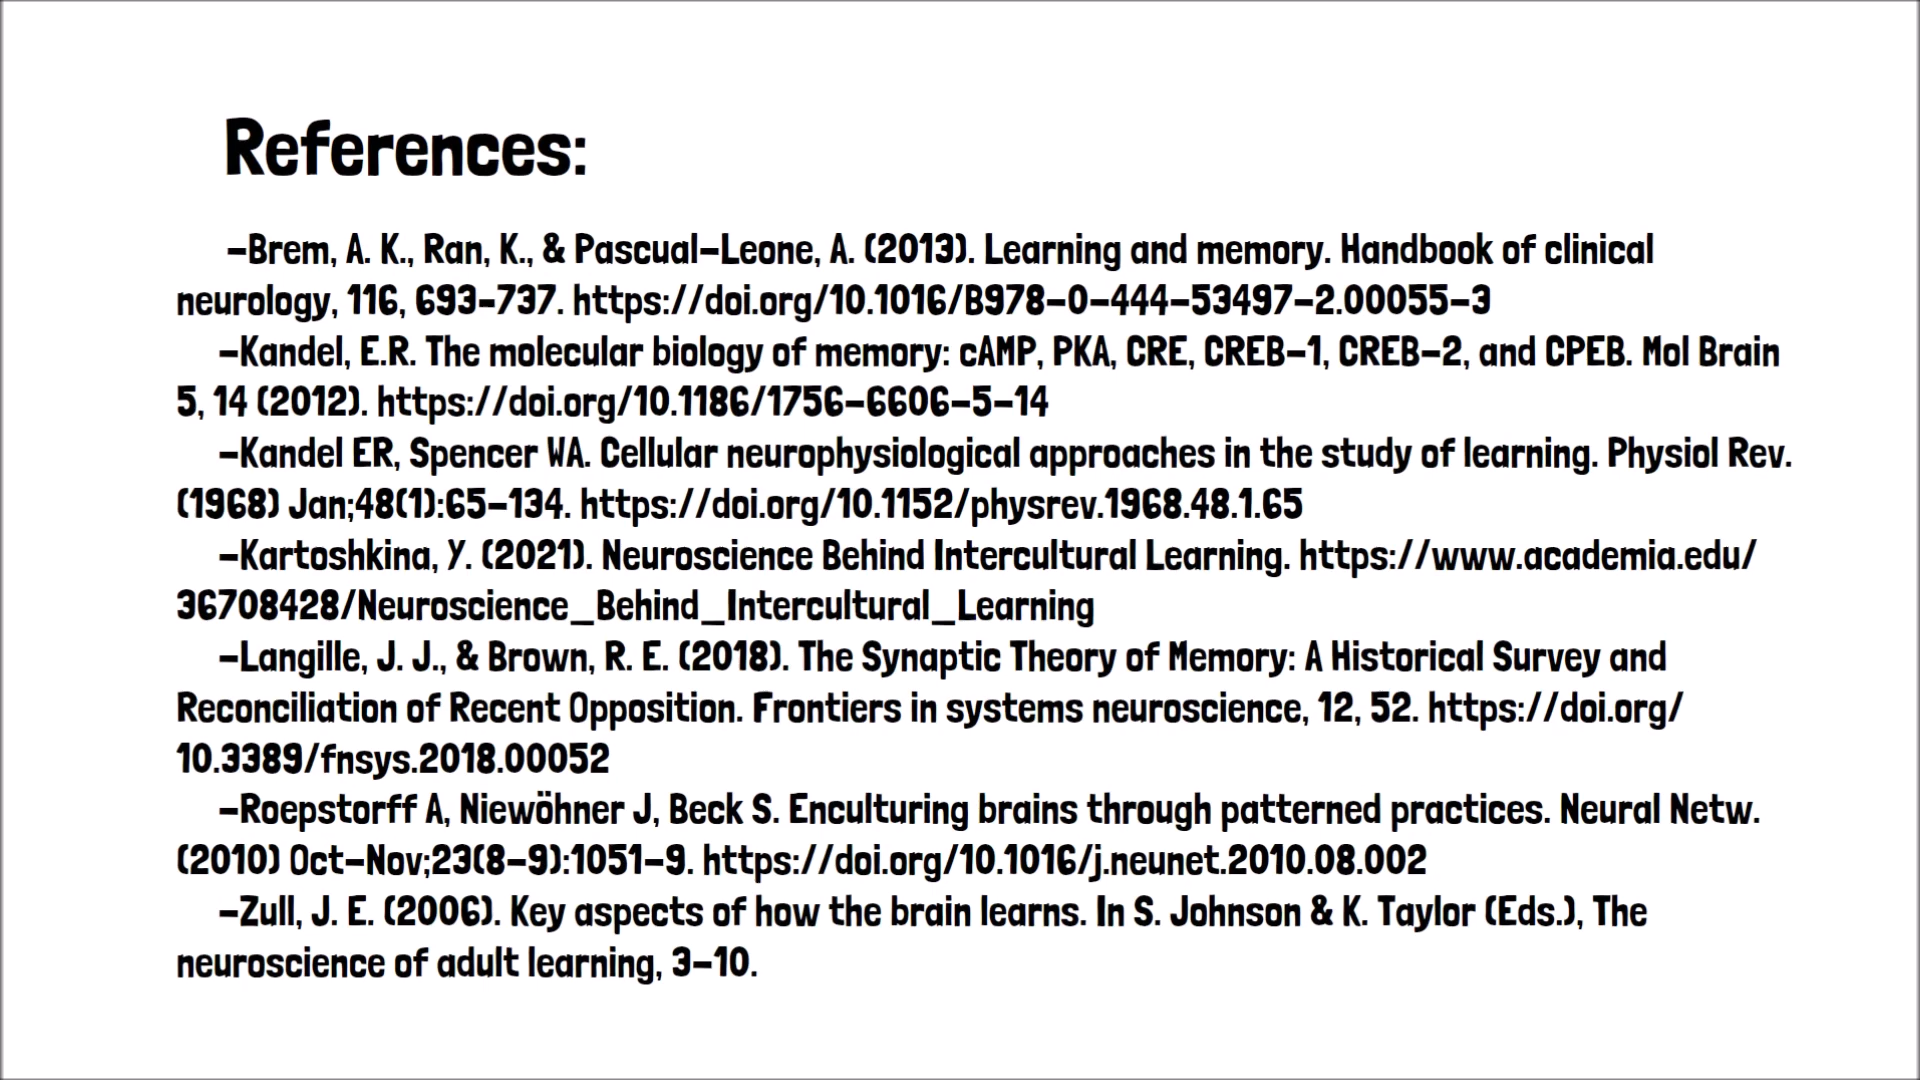 References:
-Brem, A. K., Ran, K., & Pascual-Leone, A. (2013). Learning and memory. Handbook of clinical
neurology, 116, 693-737. https://doi.org/10.1016/B978-0-444-53497-2.00055-3
-Kandel, E.R. The molecular biology of memory: cAMP, PKA, CRE, CREB-1, CREB-2, and CPEB. Mol Brain
5, 14 (2012). https://doi.org/10.1186/1756-6606-5-14
-Kandel ER, Spencer WA. Cellular neurophysiological approaches in the study of learning. Physiol Rev.
(1968) Jan;48(1):65-134. https://doi.org/10.1152/physrev.1968.48.1.65
-Kartoshkina, Y. (2021). Neuroscience Behind Intercultural Learning. https://www.academia.edu/
36708428/Neuroscience_Behind_Intercultural_Learning
-Langille, J. J., & Brown, R. E. (2018). The Synaptic Theory of Memory: A Historical Survey and
Reconciliation of Recent Opposition. Frontiers in systems neuroscience, 12, 52. https://doi.org/
10.3389/fnsys.2018.00052
-Roepstorff A, Niewöhner J, Beck S. Enculturing brains through patterned practices. Neural Netw.
(2010) Oct-Nov;23(8-9):1051-9. https://doi.org/10.1016/j.neunet.2010.08.002
-Zull, J. E. (2006). Key aspects of how the brain learns. In S. Johnson & K. Taylor (Eds.), The
neuroscience of adult learning, 3-10.